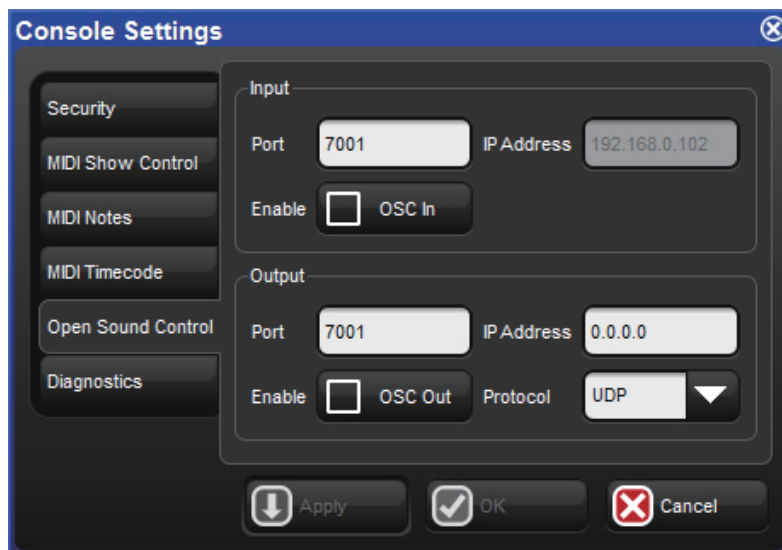 Console Settings
Security
MIDI Show Control
MIDI Notes
MIDI Timecode
Open Sound Control
Diagnostics
Input
Port 7001 IP Address 192.168.0.102
Enable OSC In
Output
Port 7001 IP Address 0.0.0.0
Enable OSC Out Protocol UDP
Apply OK Cancel